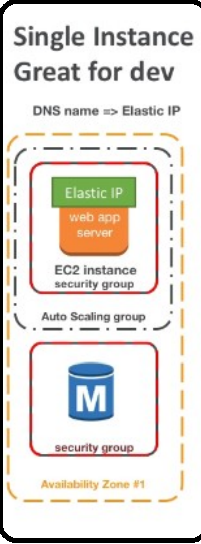 Single Instance
Great for dev
DNS name => Elastic IP
Elastic IP
web app
server
EC2 instance
security group
Auto Scaling group
M
security group
Availability Zone #1